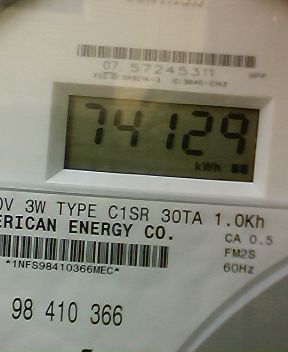 07 57245311
74129
kWh
0V 3W TYPE C1SR 30TA 1.0Kh
ERICAN ENERGY CO.
CA 0.5
FM2S
*1NFS98410366MEC*
60Hz
98 410 366